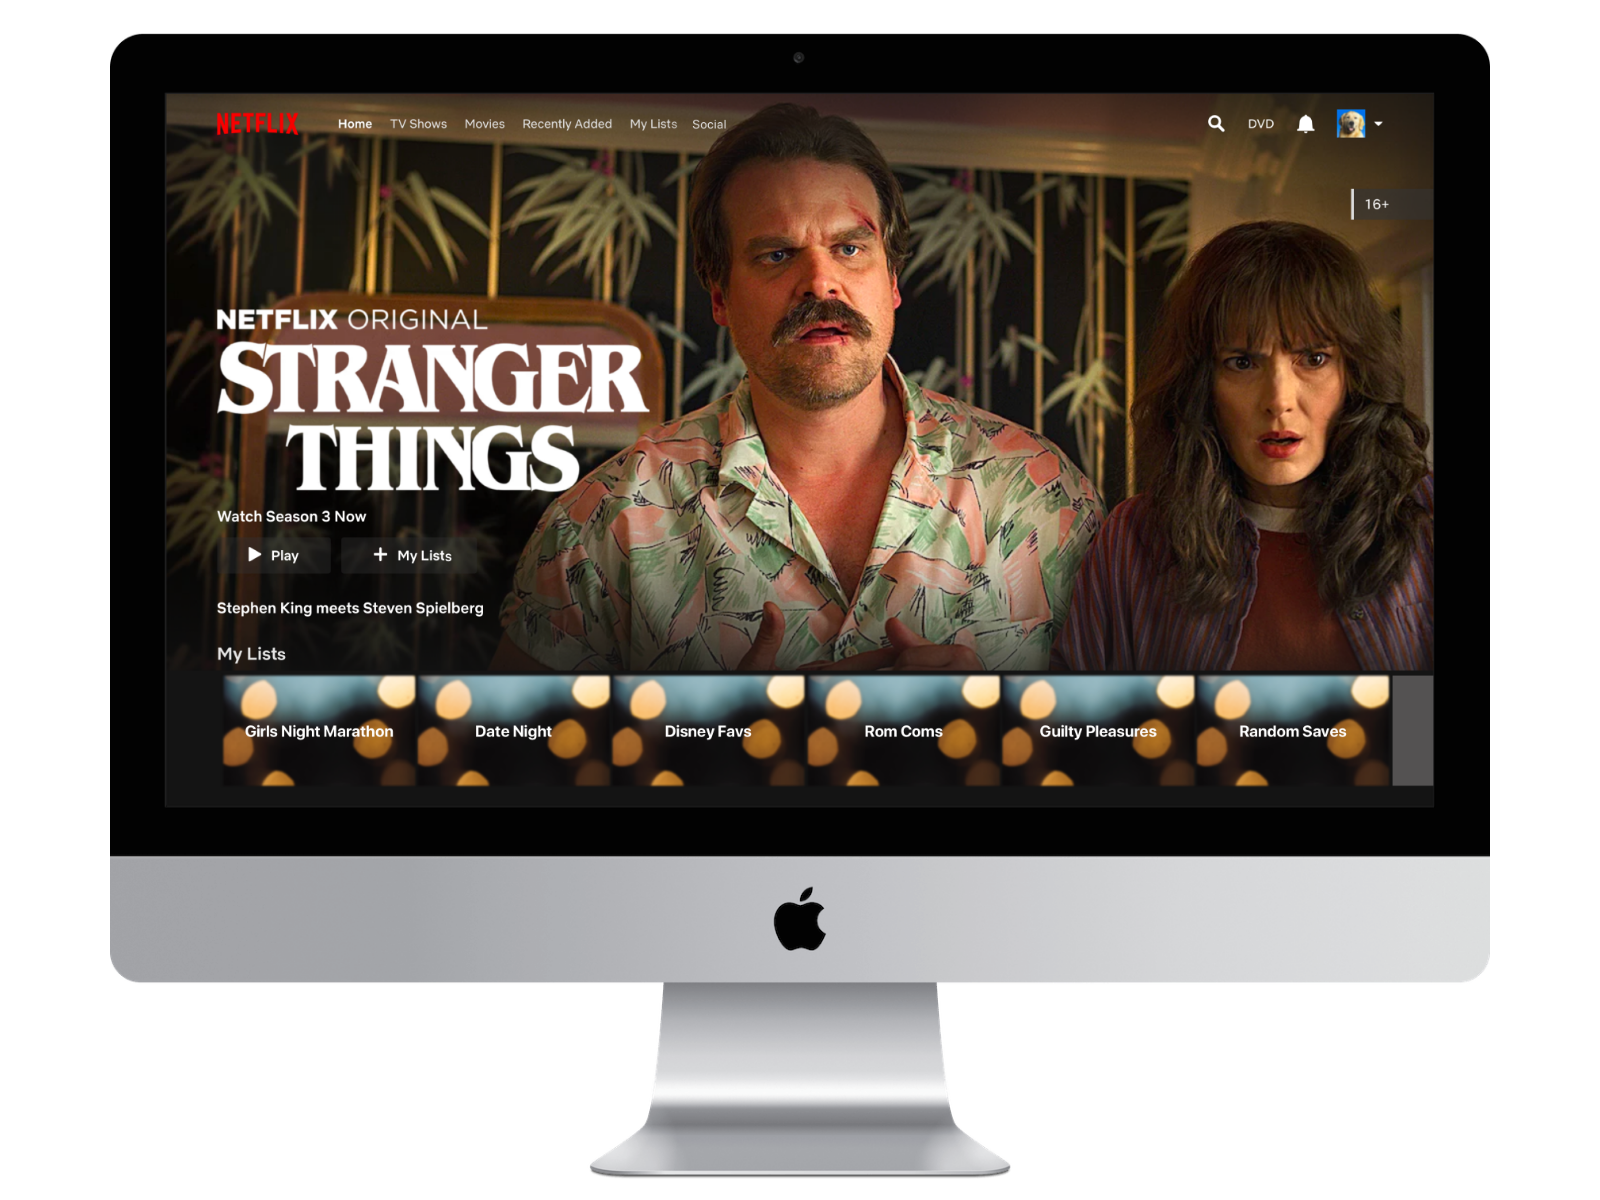 NETFLIX
Home TV Shows Movies Recently Added My Lists Social
DVD
16+
NETFLIX ORIGINAL
STRANGER
THINGS
Watch Season 3 Now
Play My Lists
Stephen King meets Steven Spielberg
My Lists
Girls Night Marathon Date Night Disney Favs Rom Coms Guilty Pleasures Random Saves